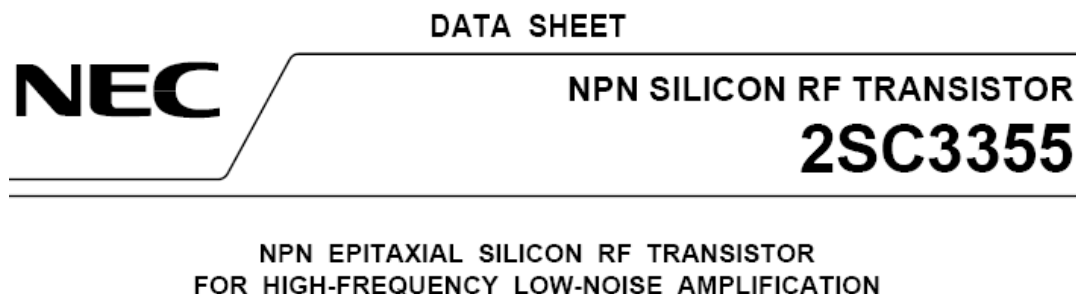 DATA SHEET
NEC
NPN SILICON RF TRANSISTOR
2SC3355
NPN EPITAXIAL SILICON RF TRANSISTOR
FOR HIGH-FREQUENCY LOW-NOISE AMPLIFICATION